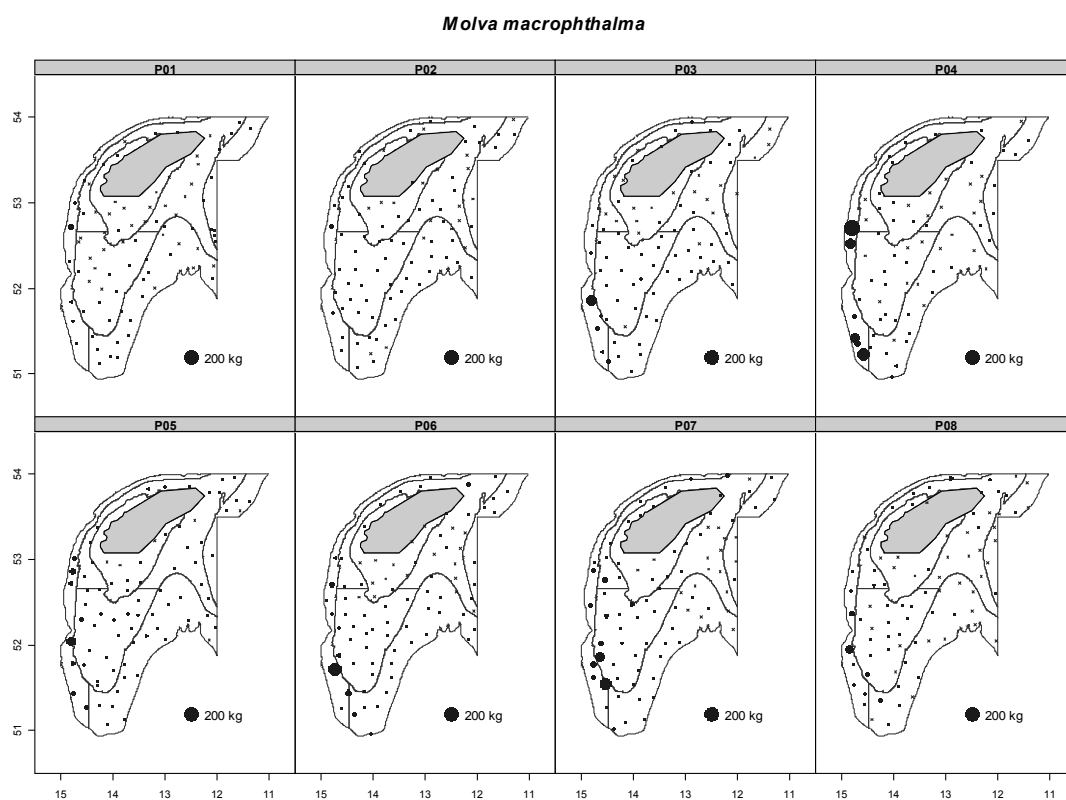 Molva macrophthalma
P01 P02 P03 P04
54
53
52
51
200 kg 200 kg 200 kg 200 kg
P05 P06 P07 P08
54
53
52
51
200 kg 200 kg 200 kg 200 kg
15 14 13 12 11 15 14 13 12 11 15 14 13 12 11 15 14 13 12 11